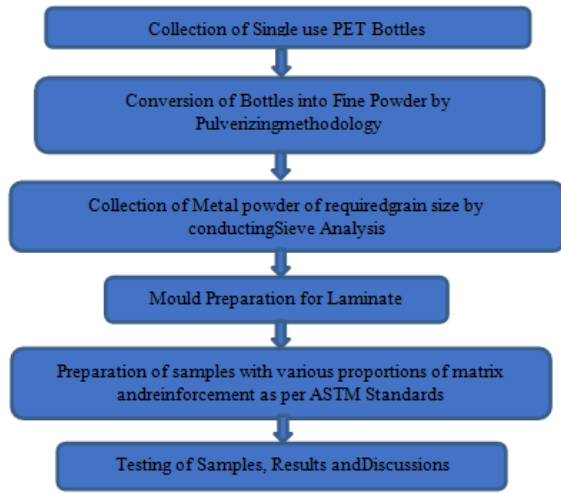 Collection of Single use PET Bottles
Conversion of Bottles into Fine Powder by
Pulverizingmethodology
Collection of Metal powder of requiredgrain size by
conductingSieve Analysis
Mould Preparation for Laminate
Preparation of samples with various proportions of matrix
andreinforcement as per ASTM Standards
Testing of Samples, Results andDiscussions